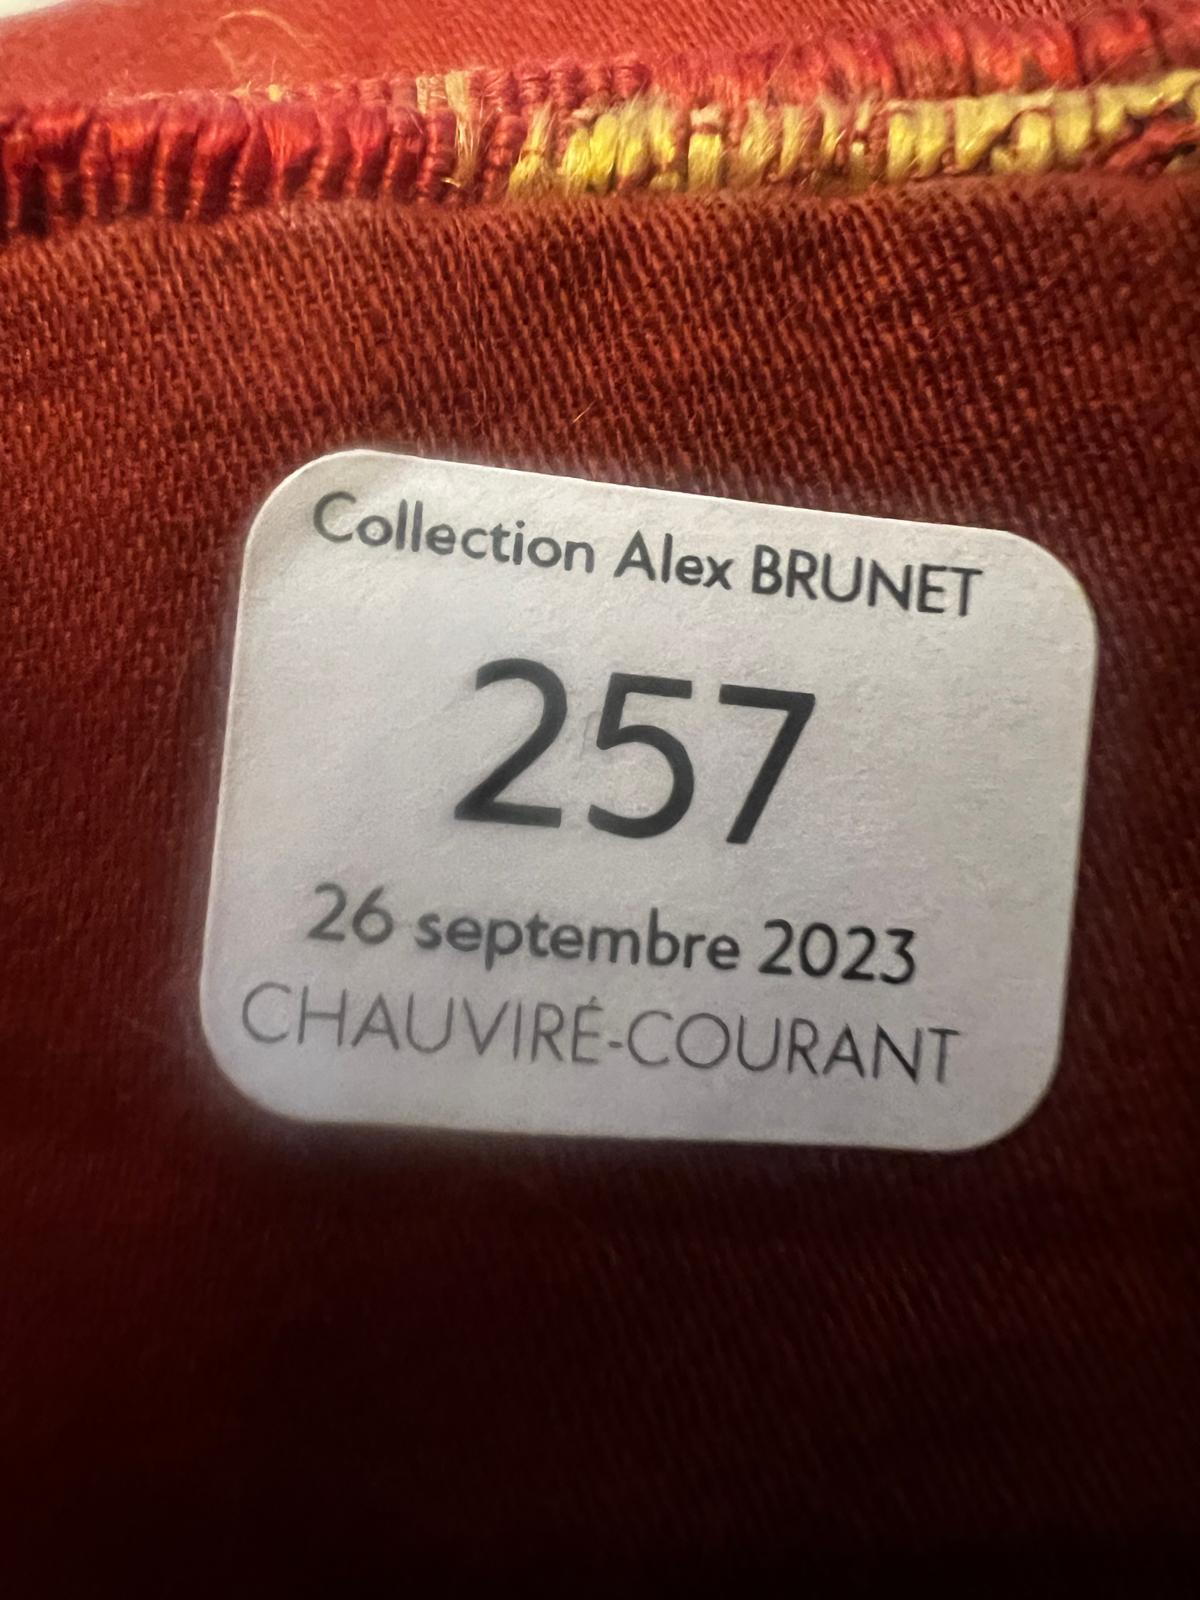 Collection Alex BRUNET
257
26 septembre 2023
CHAUVIRÉ-COURANT